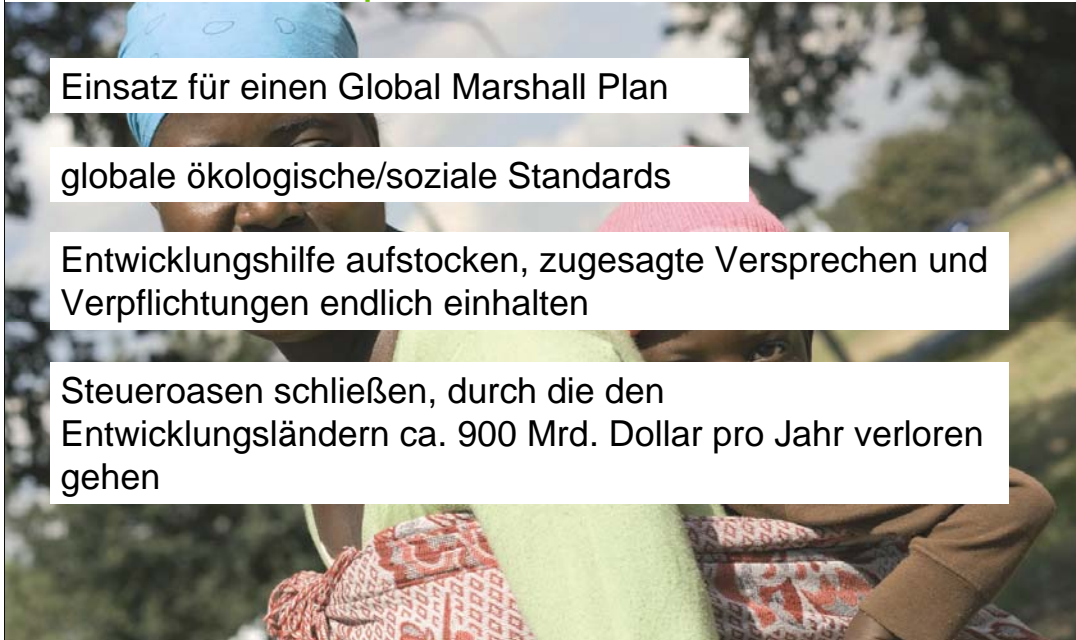 Einsatz für einen Global Marshall Plan
globale ökologische/soziale Standards
Entwicklungshilfe aufstocken, zugesagte Versprechen und
Verpflichtungen endlich einhalten
Steueroasen schließen, durch die den
Entwicklungsländern ca. 900 Mrd. Dollar pro Jahr verloren
gehen